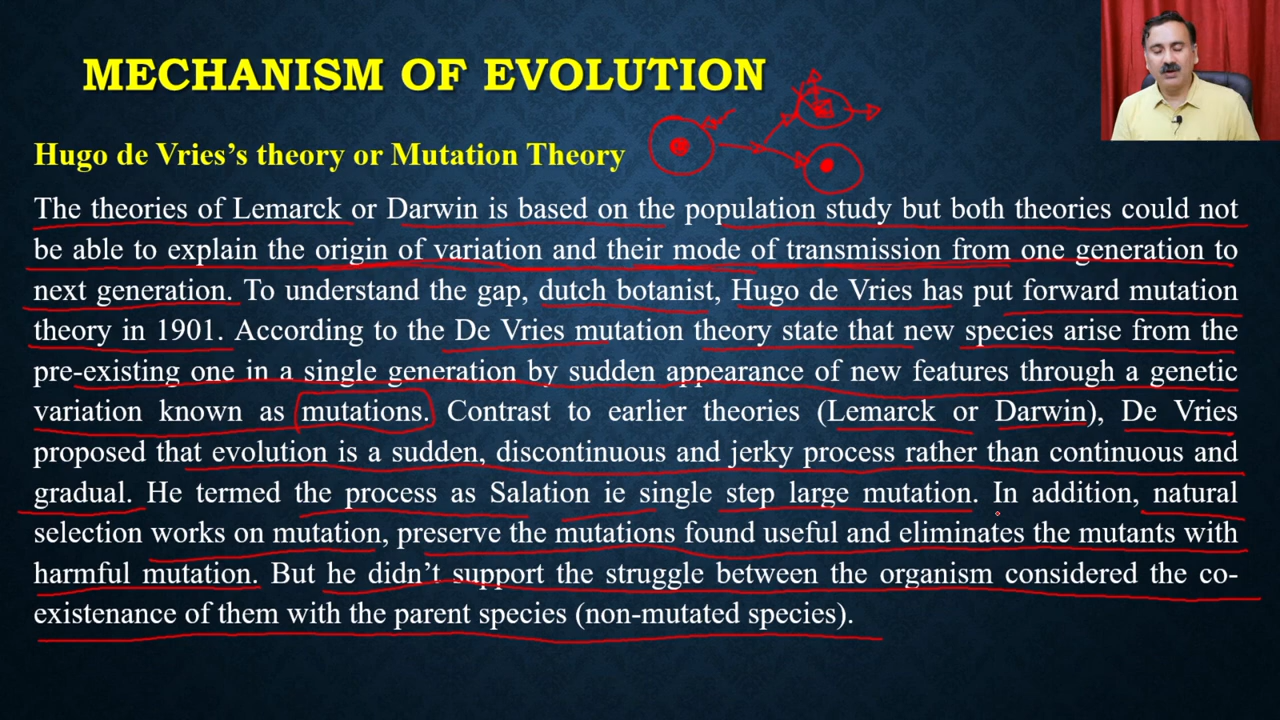 MECHANISM OF EVOLUTION
Hugo de Vries's theory or Mutation Theory
The theories of Lemarck or Darwin is based on the population study but both theories could not
be able to explain the origin of variation and their mode of transmission from one generation to
next generation. To understand the gap, dutch botanist, Hugo de Vries has put forward mutation
theory in 1901. According to the De Vries mutation theory state that new species arise from the
pre-existing one in a single generation by sudden appearance of new features through a genetic
variation known as mutations. Contrast to earlier theories (Lemarck or Darwin), De Vries
proposed that evolution is a sudden, discontinuous and jerky process rather than continuous and
gradual. He termed the process as Salation ie single step large mutation. In addition, natural
selection works on mutation, preserve the mutations found useful and eliminates the mutants with
harmful mutation. But he didn't support the struggle between the organism considered the co-
existenance of them with the parent species (non-mutated species).